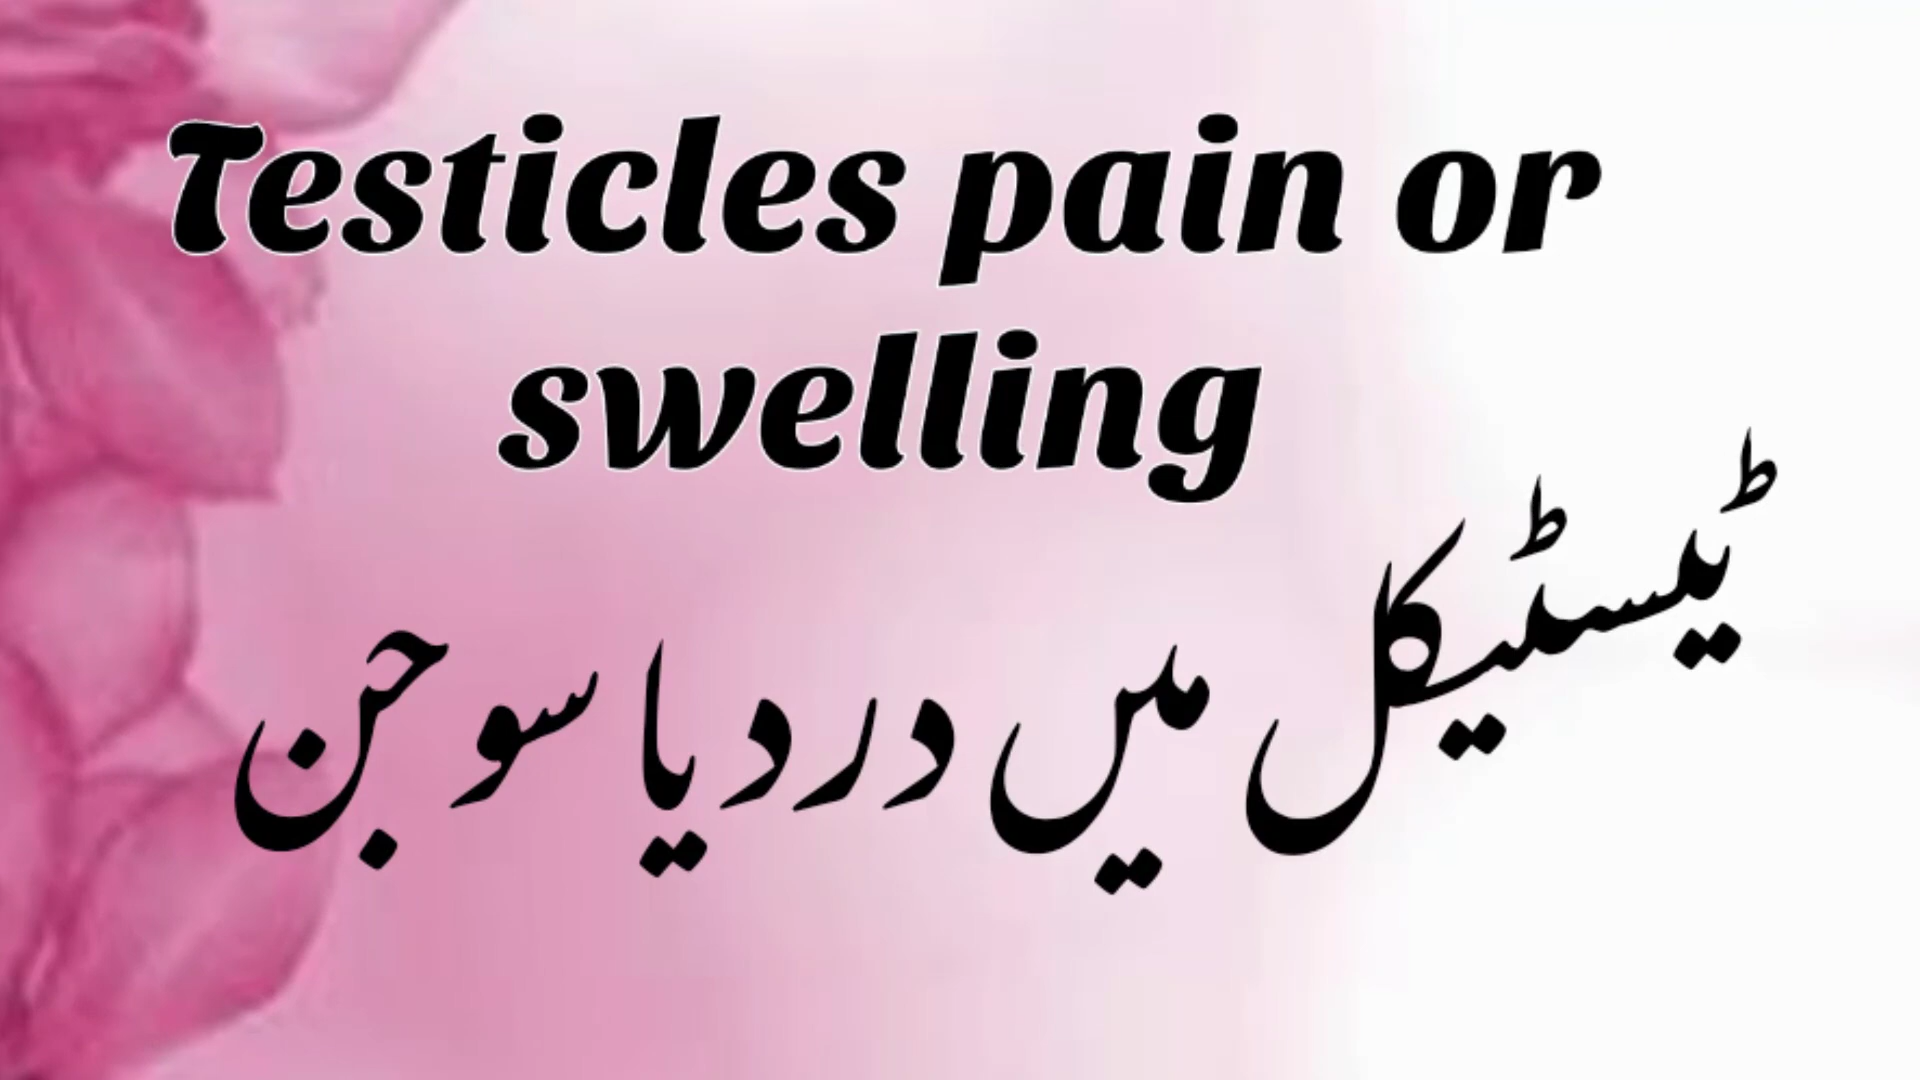 Testicles pain or
swelling
ٹیسٹیکل میں درد یا سوجن